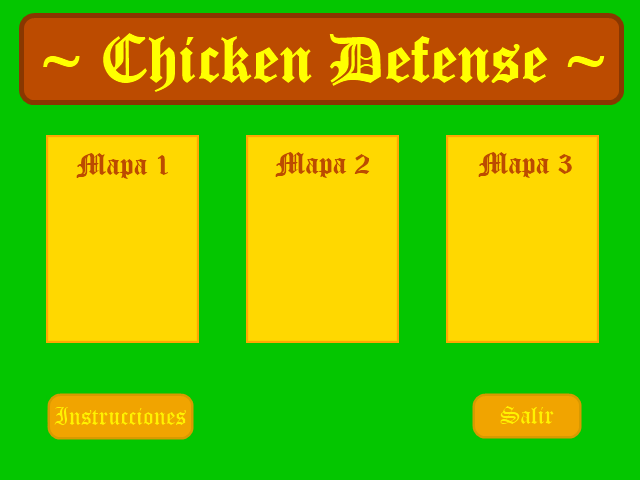 ~ Chicken Defense ~
Mapa 1
Mapa 2
Mapa 3
Instrucciones
Salir